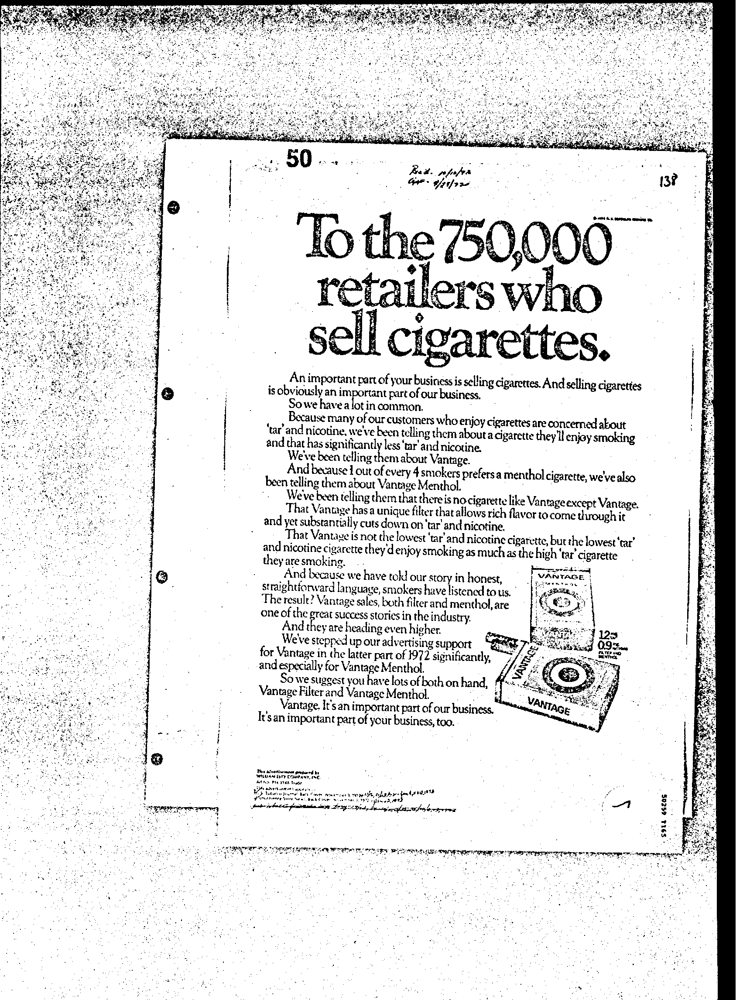 50
138
To the 750,000
retailers who
sell cigarettes.
An important part of your business is selling cigarettes. And selling cigarettes
is obviously an important part of our business.
So we have a lot in common.
Because many of our customers who enjoy cigarettes are concerned about
'tar' and nicotine, we've been telling them about a cigarette they'll enjoy smoking
and that has significantly less 'tar' and nicotine.
We've been telling them about Vantage.
And because 1 out of every 4 smokers prefers a menthol cigarette, we've also
been telling them about Vantage Menthol.
We've been telling them that there is no cigarette like Vantage except Vantage.
That Vantage has a unique filter that allows rich flavor to come through it
and yet substantially cuts down on 'tar' and nicotine.
That Vantage is not the lowest 'tar' and nicotine cigarette, but the lowest 'tar'
and nicotine cigarette they'd enjoy smoking as much as the high 'tar' cigarette
they are smoking.
And because we have told our story in honest,
straightforward language, smokers have listened to us.
The result? Vantage sales, both filter and menthol, are
one of the great success stories in the industry.
And they are heading even higher.
We've stepped up our advertising support
for Vantage in the latter part of 1972 significantly,
and especially for Vantage Menthol.
So we suggest you have lots of both on hand,
Vantage Filter and Vantage Menthol.
Vantage. It's an important part of our business.
It's an important part of your business, too.
VANTAGE
VANTAGE
VANTAGE
This advertisement prepared by
WILLIAM ESTY COMPANY, INC.
50259 7165